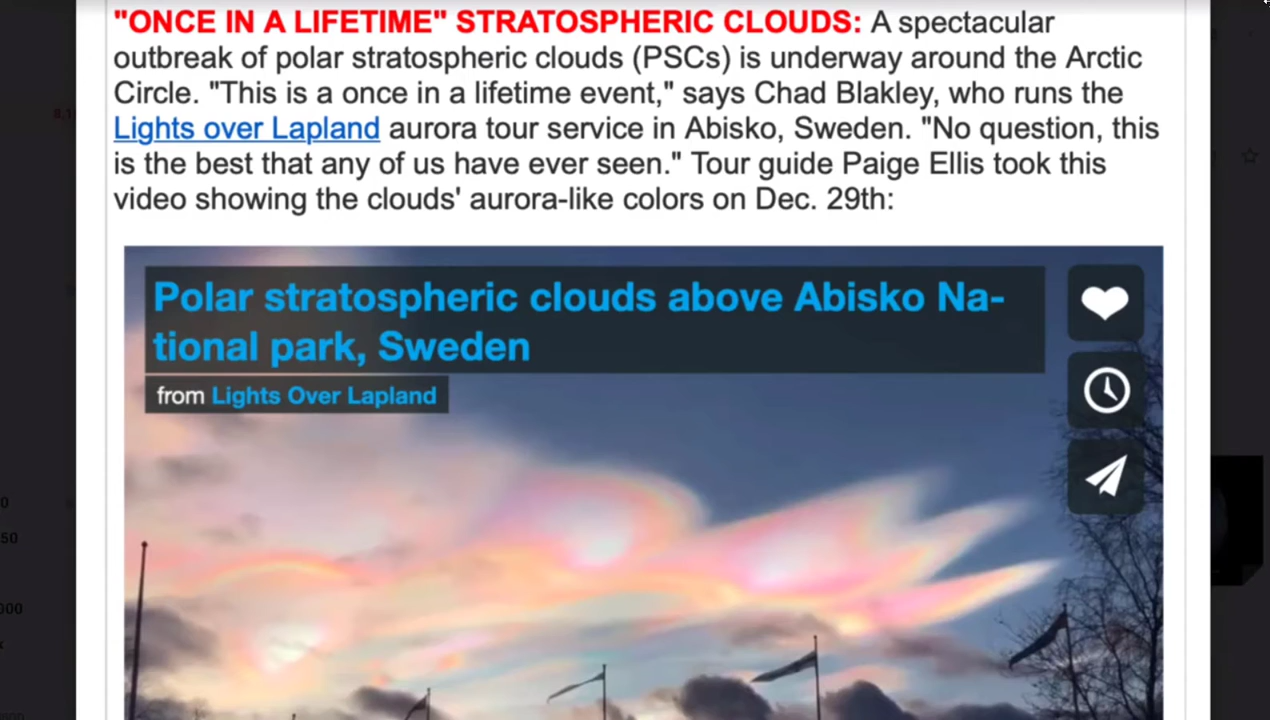 "ONCE IN A LIFETIME" STRATOSPHERIC CLOUDS: A spectacular
outbreak of polar stratospheric clouds (PSCs) is underway around the Arctic
Circle. "This is a once in a lifetime event," says Chad Blakley, who runs the
Lights over Lapland aurora tour service in Abisko, Sweden. "No question, this
is the best that any of us have ever seen." Tour guide Paige Ellis took this
video showing the clouds' aurora-like colors on Dec. 29th:
Polar stratospheric clouds above Abisko Na-
tional park, Sweden
from Lights Over Lapland